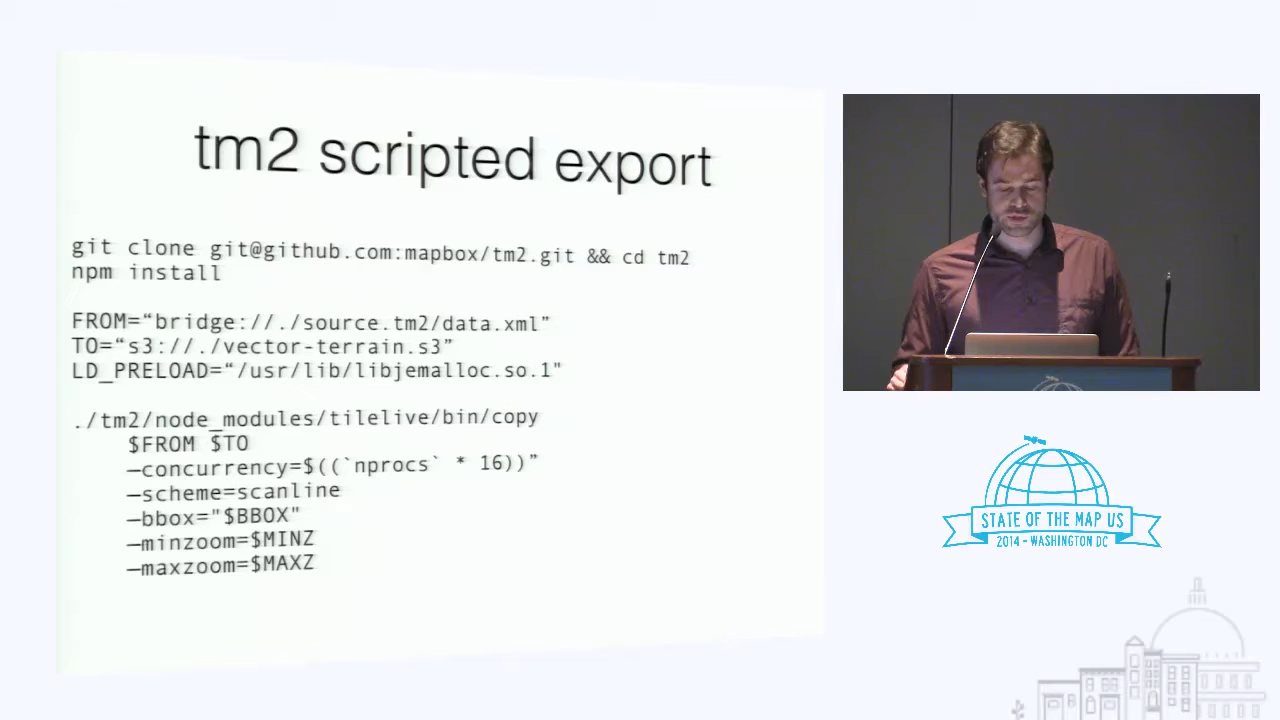 tm2 scripted export
git clone git@github.com:mapbox/tm2.git && cd tm2
npm install
FROM=“bridge://./source.tm2/data.xml”
TO=“s3://./vector-terrain.s3”
LD_PRELOAD=“/usr/lib/libjemalloc.so.1"
./tm2/node_modules/tilelive/bin/copy
$FROM $TO
—concurrency=$((`nprocs` * 16))”
—scheme=scanline
—bbox="$BBOX"
—minzoom=$MINZ
—maxzoom=$MAXZ
STATE OF THE MAP US
2014 - WASHINGTON DC